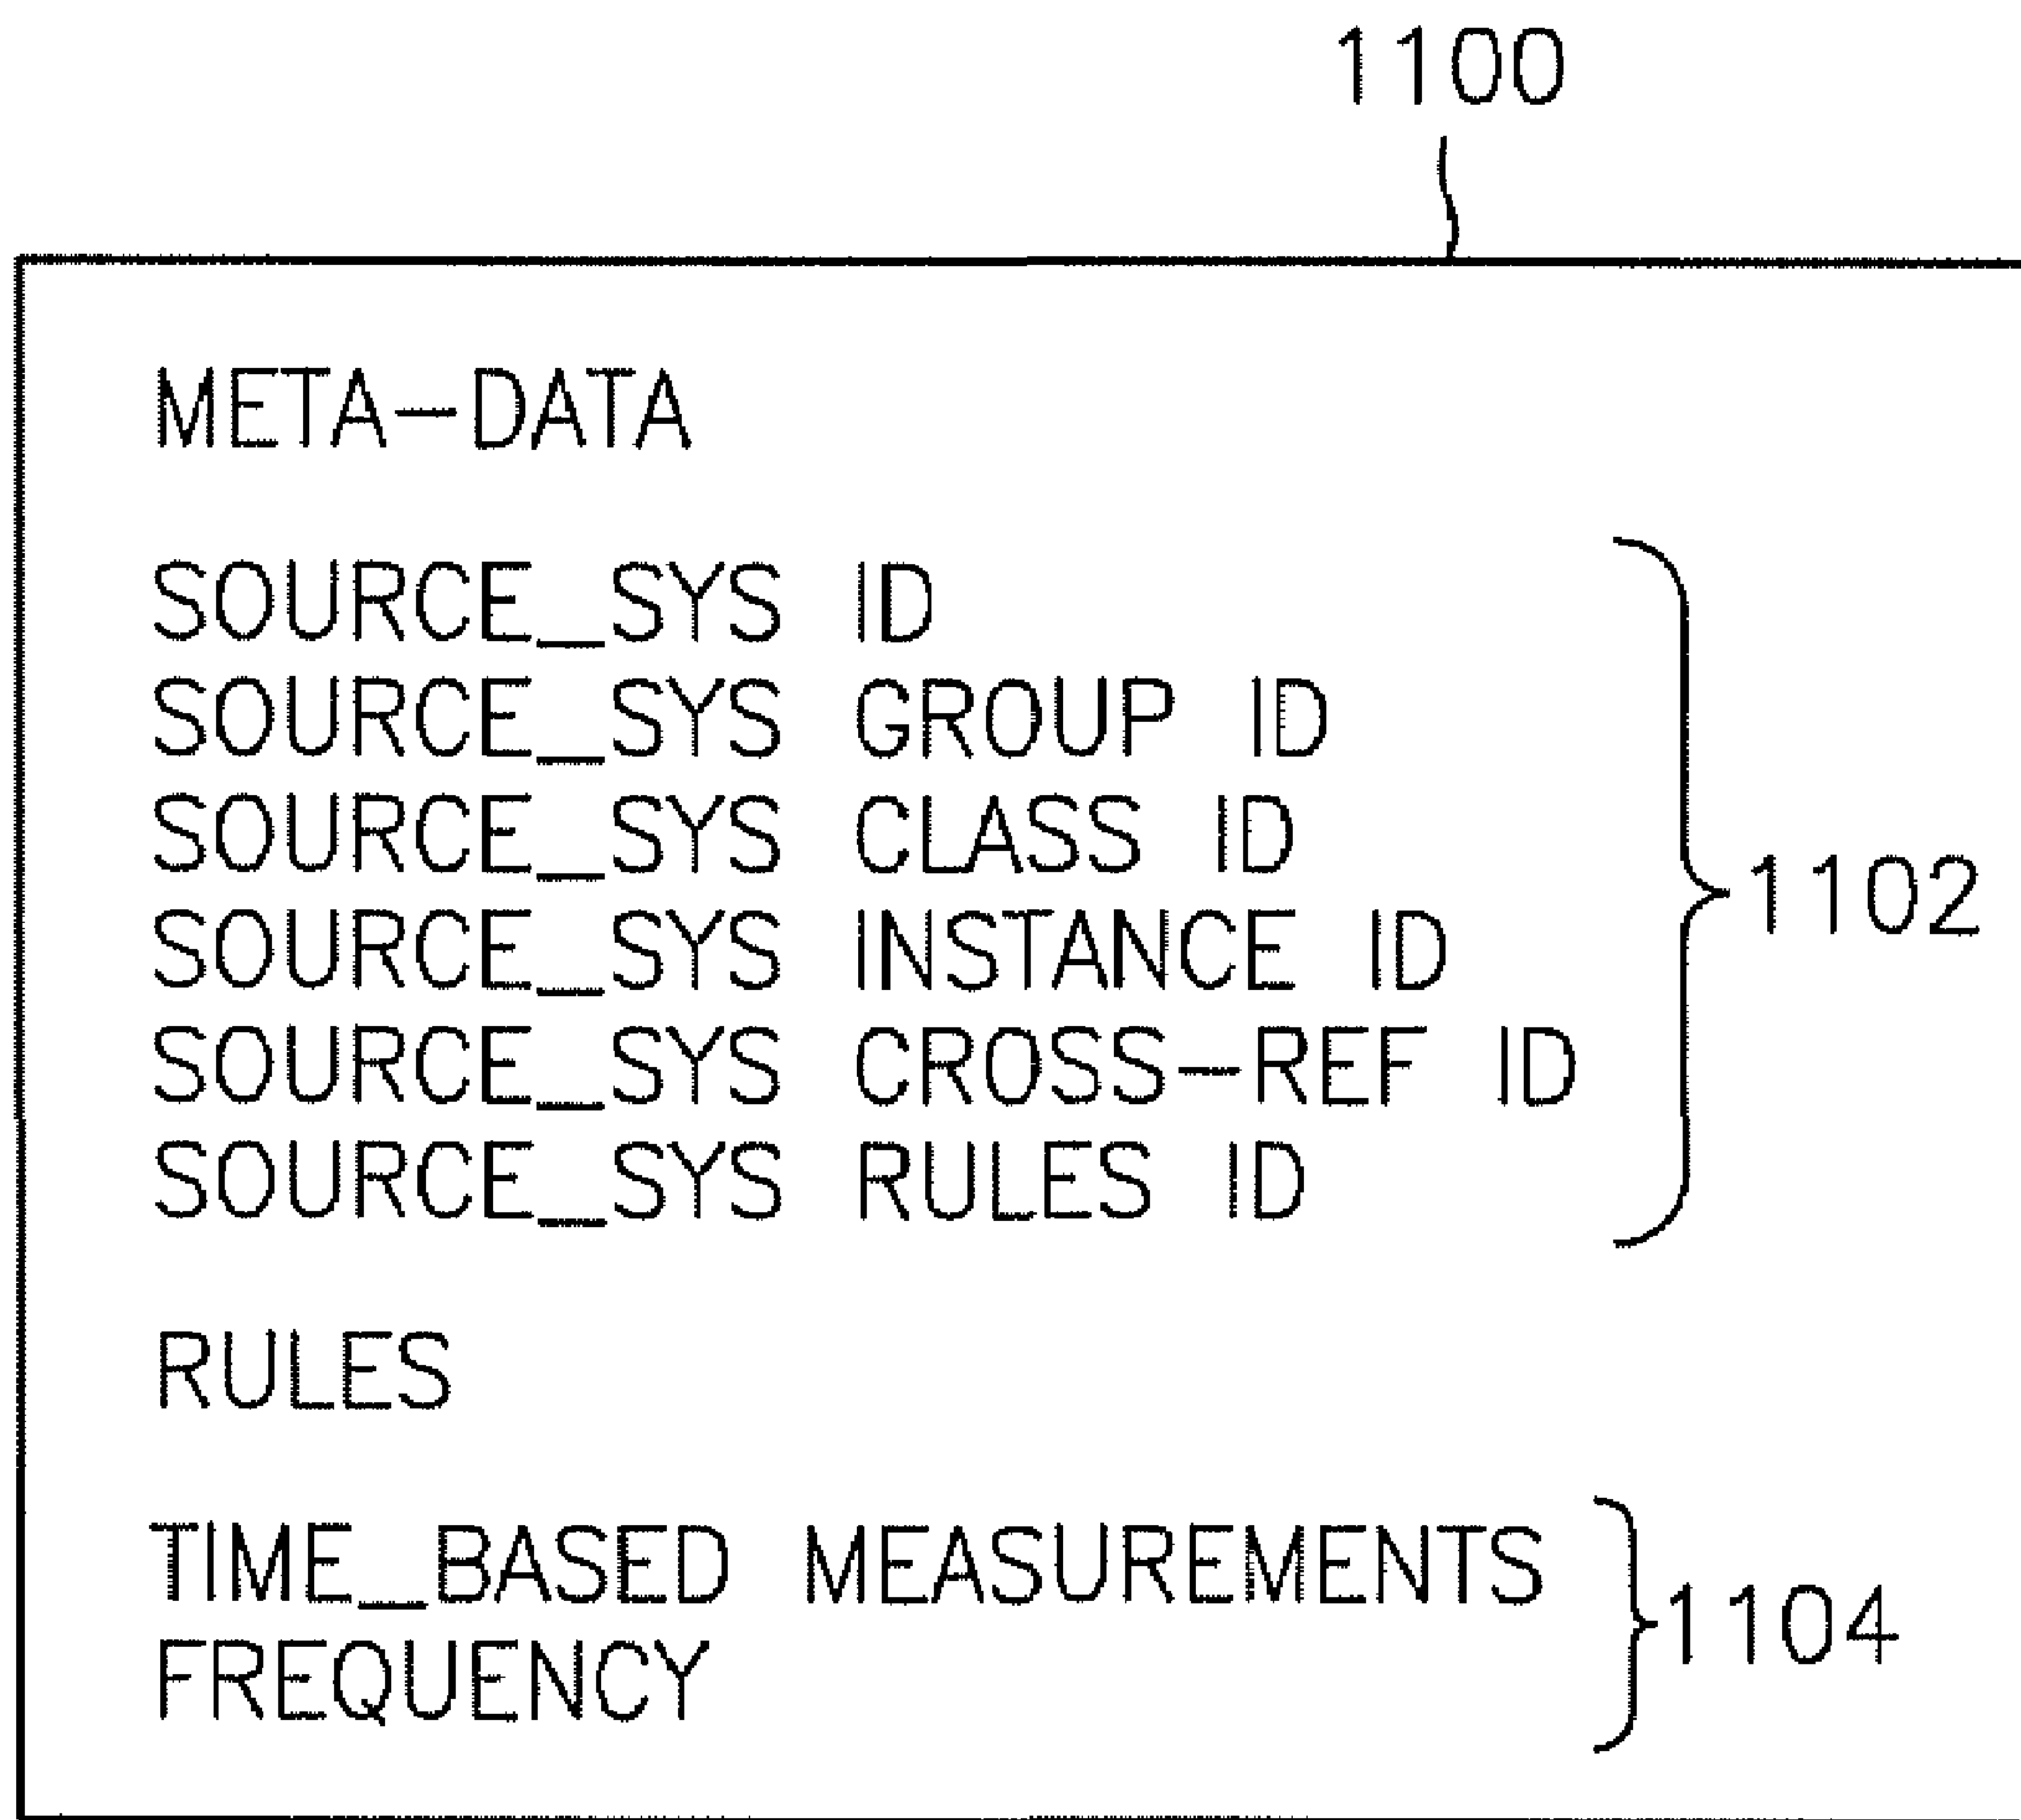 1100
META-DATA
SOURCE_SYS ID
SOURCE_SYS GROUP ID
SOURCE_SYS CLASS ID
SOURCE_SYS INSTANCE ID
SOURCE_SYS CROSS-REF ID
SOURCE_SYS RULES ID
1102
RULES
TIME_BASED MEASUREMENTS
FREQUENCY
1104